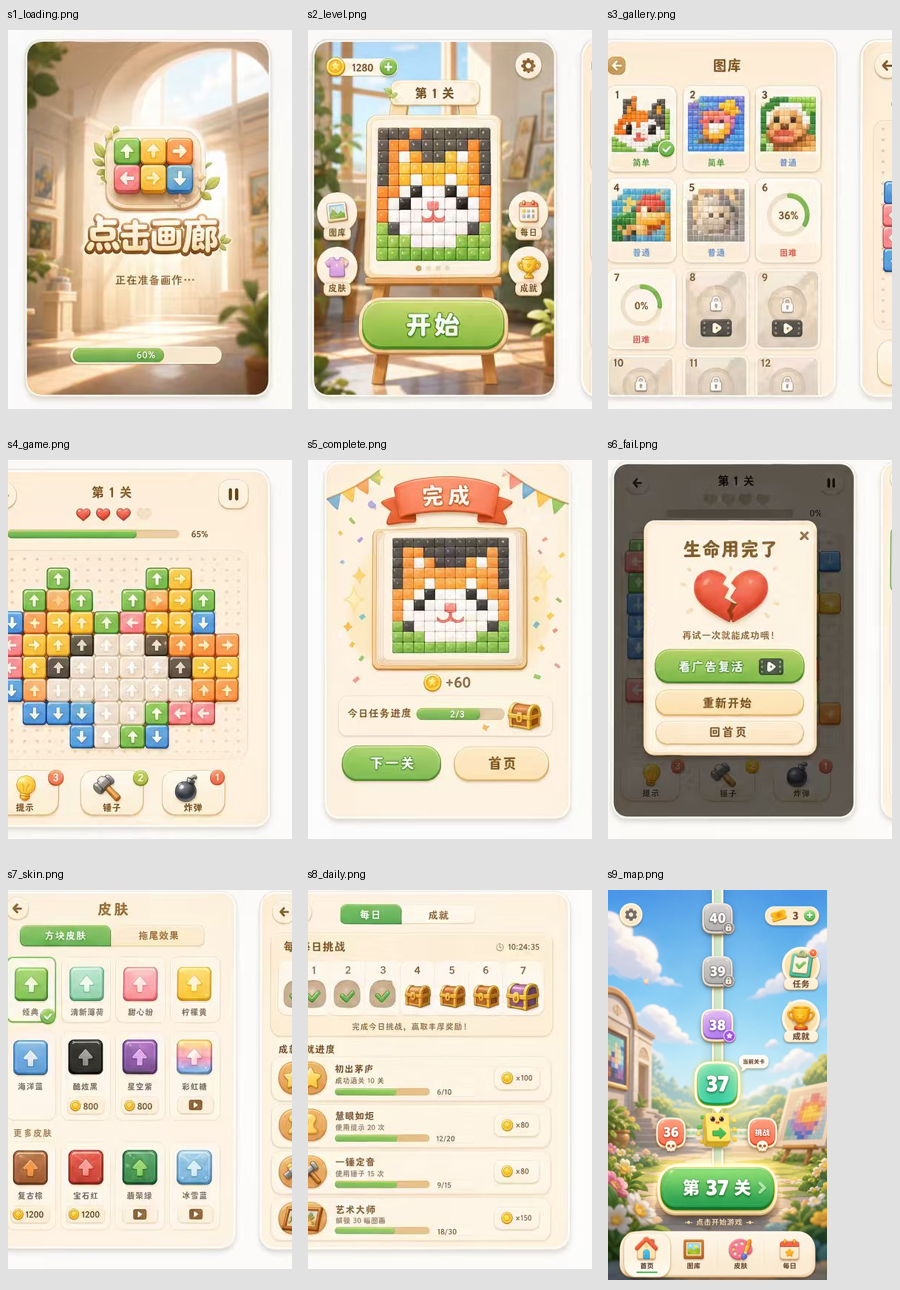 s1_loading.png
点击画廊
正在准备画作…
60%
s2_level.png
1280
第 1 关
图库
每日
皮肤
成就
开始
s3_gallery.png
图库
1
2
3
简单
简单
普通
4
5
6
36%
普通
普通
困难
7
8
9
0%
困难
10
11
12
s4_game.png
第 1 关
65%
3
2
1
提示
锤子
炸弹
s5_complete.png
完成
+60
今日任务进度
2/3
下一关
首页
s6_fail.png
第 1 关
0%
生命用完了
再试一次就能成功哦!
看广告复活
重新开始
回首页
3
2
1
提示
锤子
炸弹
s7_skin.png
皮肤
方块皮肤
拖尾效果
经典
清新薄荷
甜心粉
柠檬黄
海洋蓝
酷炫黑
星空紫
彩虹糖
800
800
更多皮肤
复古棕
宝石红
翡翠绿
冰雪蓝
1200
1200
s8_daily.png
每日
成就
日挑战
10:24:35
1
2
3
4
5
6
7
完成今日挑战，赢取丰厚奖励!
就进度
初出茅庐
成功通关 10 关
6/10
×100
慧眼如炬
使用提示 20 次
12/20
×80
一锤定音
使用锤子 15 次
9/15
×80
艺术大师
解锁 30 幅图画
18/30
×150
s9_map.png
40
3
39
任务
38
成就
当前关卡
37
36
挑战
第 37 关
点击开始游戏
首页
图库
皮肤
每日